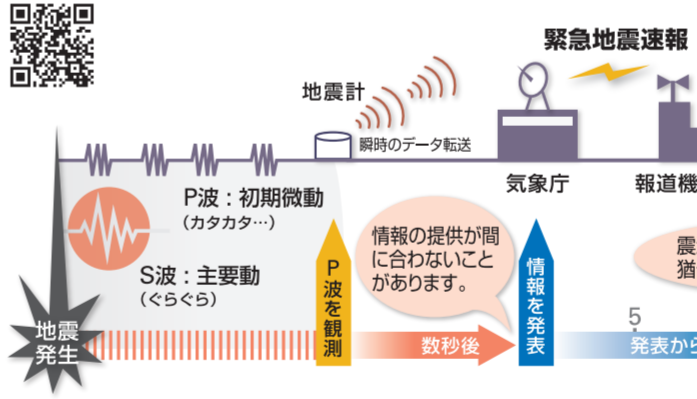 緊急地震速報
地震計
瞬時のデータ転送
気象庁
報道機
P波：初期微動
（カタカタ…）
S波：主要動
（ぐらぐら）
情報の提供が間
に合わないこと
があります。
震
猶
P波を観測
情報を発表
地震
発生
数秒後
5
発表から